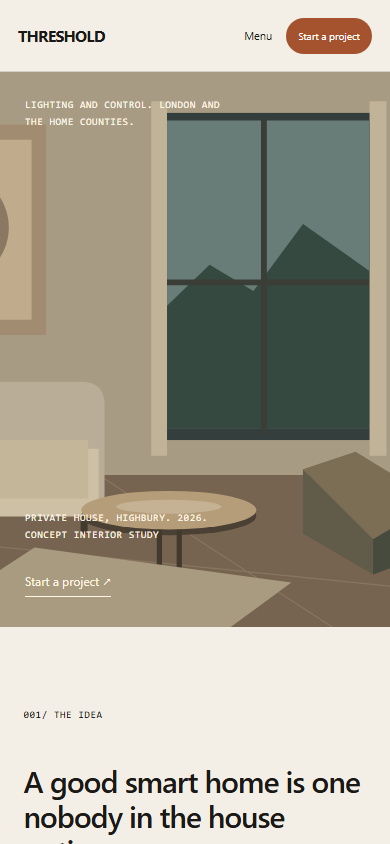 THRESHOLD
Menu
Start a project
LIGHTING AND CONTROL. LONDON AND
THE HOME COUNTIES.
PRIVATE HOUSE, HIGHBURY. 2026.
CONCEPT INTERIOR STUDY
Start a project ↗
001/ THE IDEA
A good smart home is one
nobody in the house